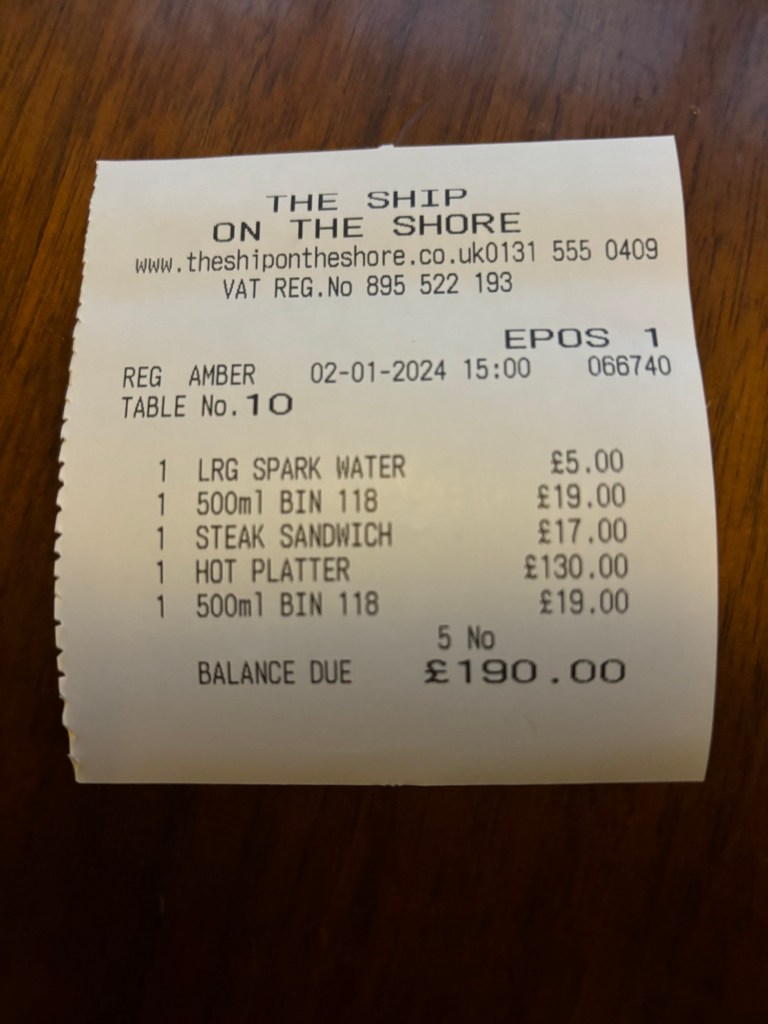 THE SHIP
ON THE SHORE
www.theshipontheshore.co.uk0131 555 0409
VAT REG.No 895 522 193
EPOS 1
REG AMBER 02-01-2024 15:00 066740
TABLE No.10
1 LRG SPARK WATER £5.00
1 500ml BIN 118 £19.00
1 STEAK SANDWICH £17.00
1 HOT PLATTER £130.00
1 500ml BIN 118 £19.00
5 No
BALANCE DUE £190.00